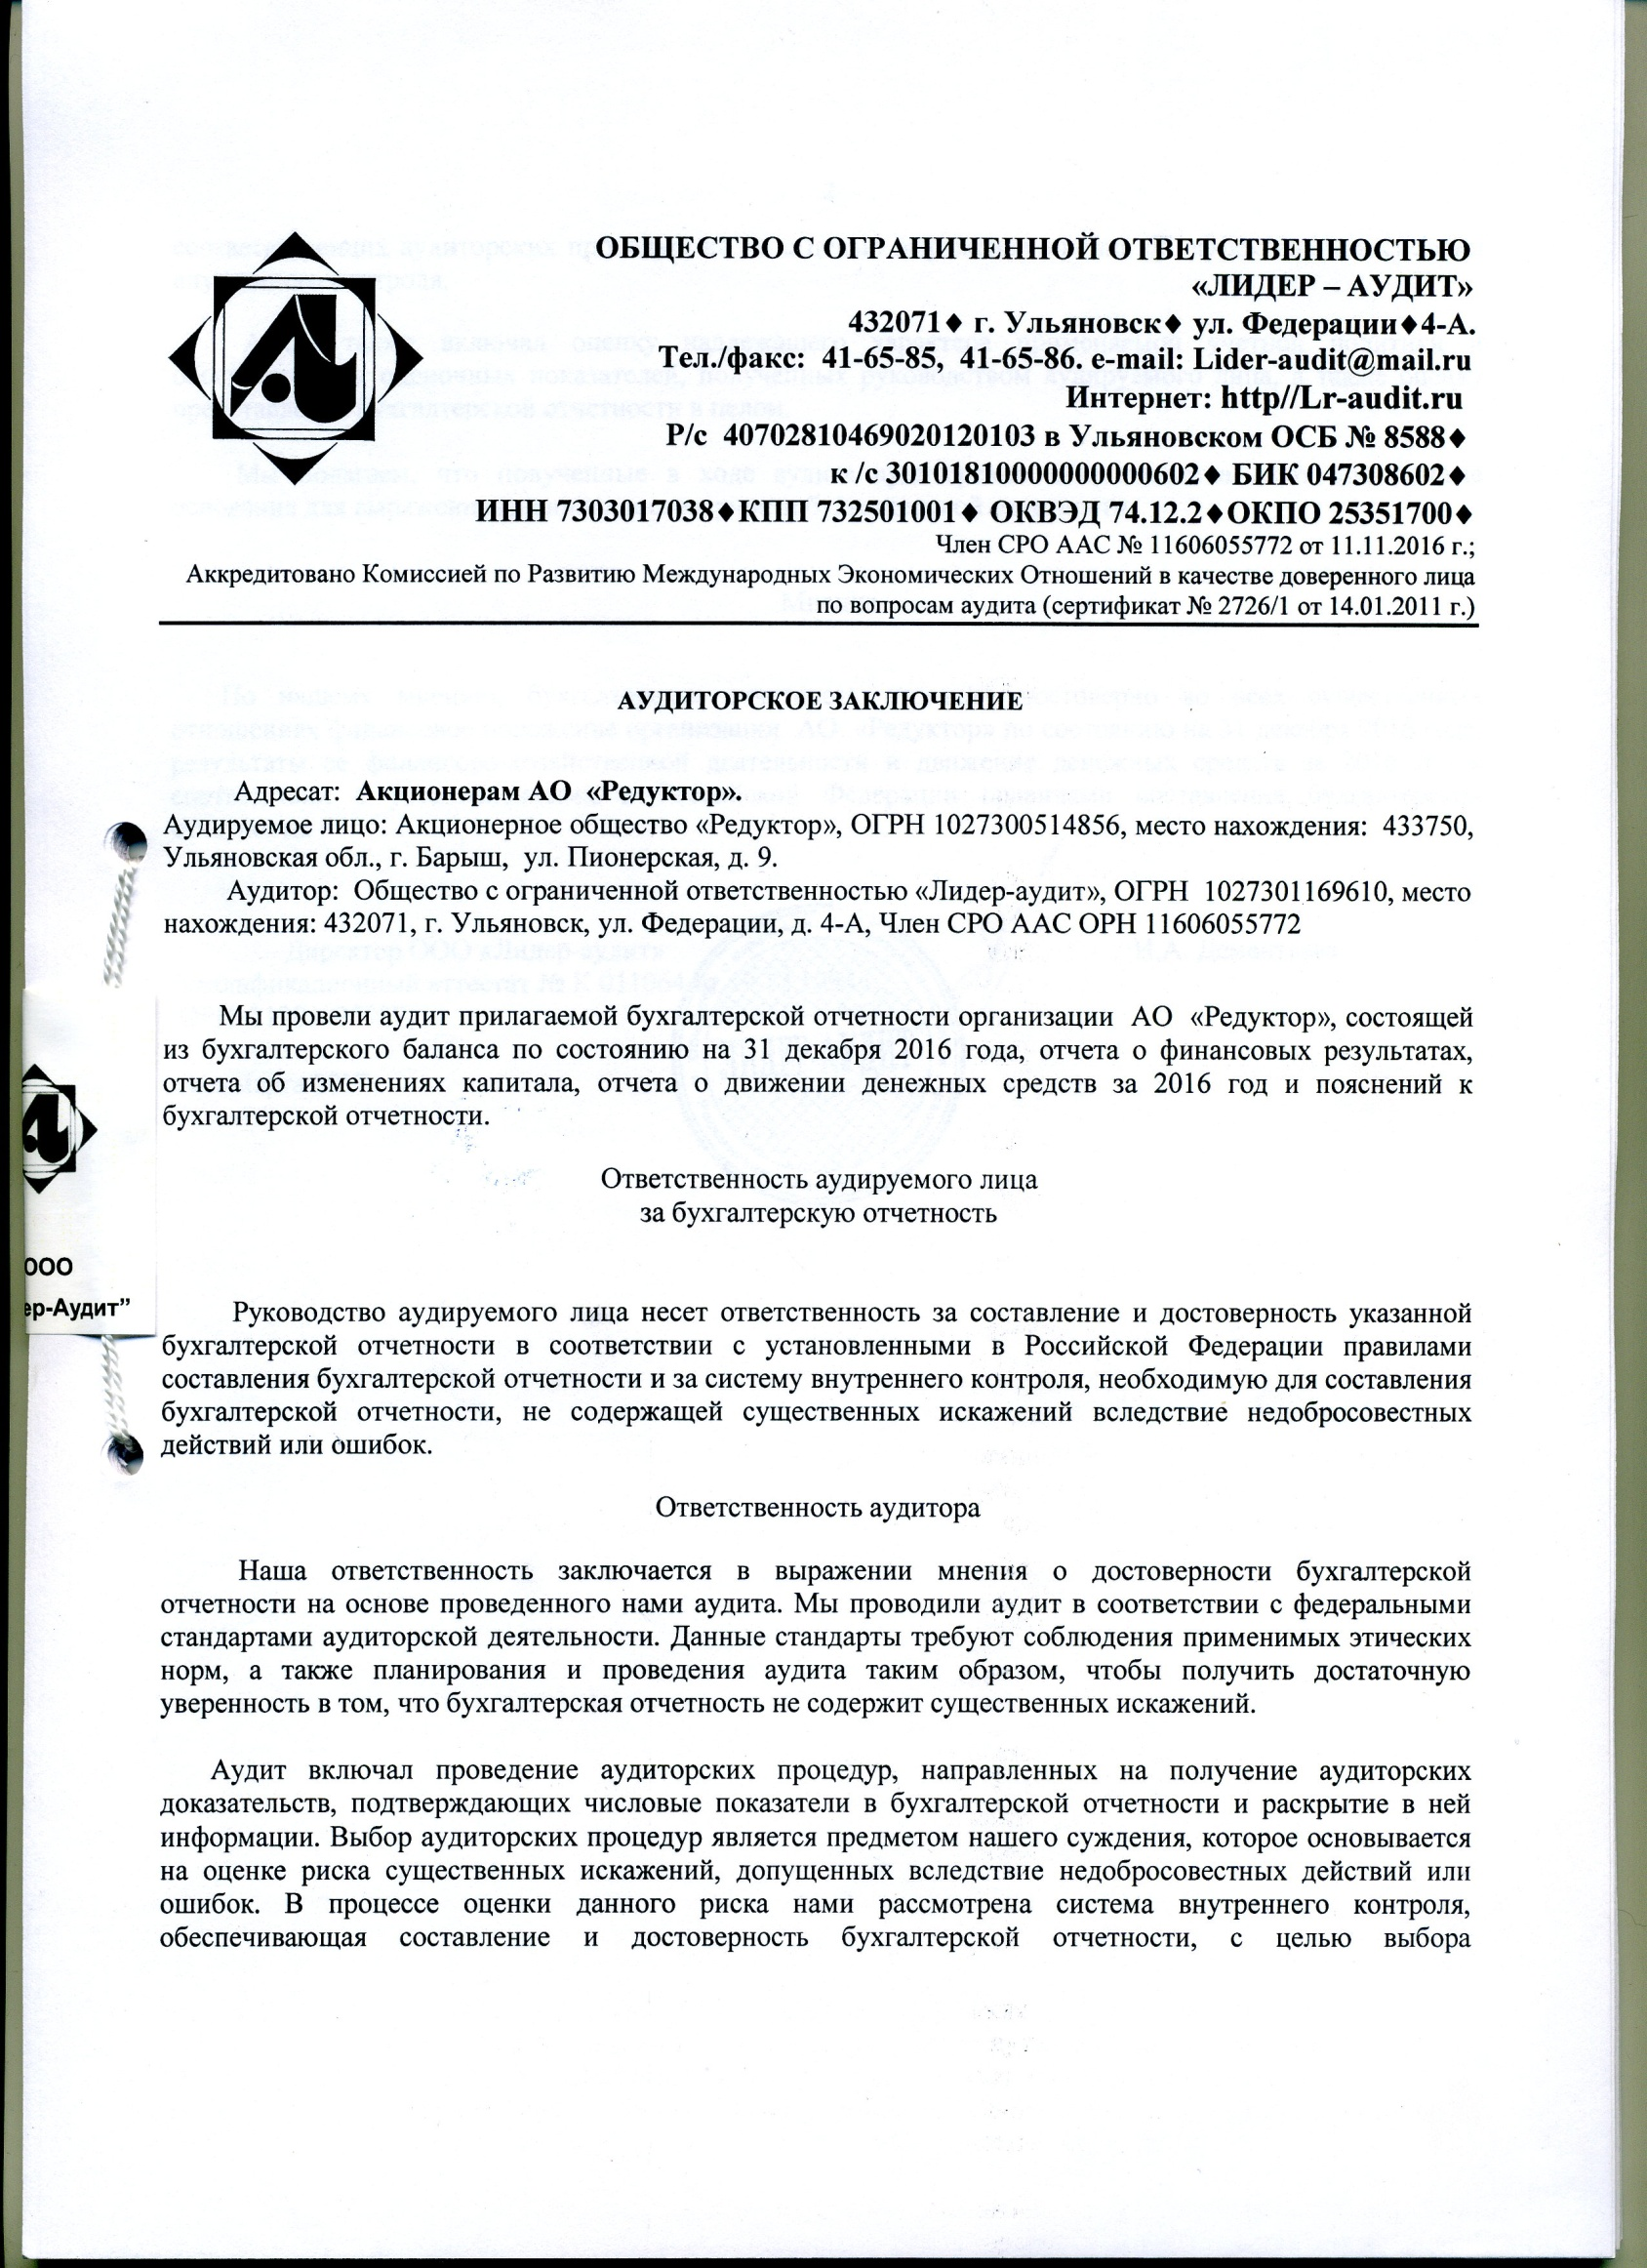 ОБЩЕСТВО С ОГРАНИЧЕННОЙ ОТВЕТСТВЕННОСТЬЮ
«ЛИДЕР – АУДИТ»
432071♦ г. Ульяновск♦ ул. Федерации♦4-А.
Тел./факс: 41-65-85, 41-65-86. e-mail: Lider-audit@mail.ru
Интернет: http//Lr-audit.ru
Р/с 40702810469020120103 в Ульяновском ОСБ № 8588♦
к /с 30101810000000000602♦ БИК 047308602♦
ИНН 7303017038♦КПП 732501001♦ ОКВЭД 74.12.2♦ОКПО 25351700♦
Член СРО ААС № 11606055772 от 11.11.2016 г.;
Аккредитовано Комиссией по Развитию Международных Экономических Отношений в качестве доверенного лица
по вопросам аудита (сертификат № 2726/1 от 14.01.2011 г.)
АУДИТОРСКОЕ ЗАКЛЮЧЕНИЕ
Адресат: Акционерам АО «Редуктор».
Аудируемое лицо: Акционерное общество «Редуктор», ОГРН 1027300514856, место нахождения: 433750,
Ульяновская обл., г. Барыш, ул. Пионерская, д. 9.
Аудитор: Общество с ограниченной ответственностью «Лидер-аудит», ОГРН 1027301169610, место
нахождения: 432071, г. Ульяновск, ул. Федерации, д. 4-А, Член СРО ААС ОРН 11606055772
Мы провели аудит прилагаемой бухгалтерской отчетности организации АО «Редуктор», состоящей
из бухгалтерского баланса по состоянию на 31 декабря 2016 года, отчета о финансовых результатах,
отчета об изменениях капитала, отчета о движении денежных средств за 2016 год и пояснений к
бухгалтерской отчетности.
Ответственность аудируемого лица
за бухгалтерскую отчетность
ООО
ер-Аудит”
Руководство аудируемого лица несет ответственность за составление и достоверность указанной
бухгалтерской отчетности в соответствии с установленными в Российской Федерации правилами
составления бухгалтерской отчетности и за систему внутреннего контроля, необходимую для составления
бухгалтерской отчетности, не содержащей существенных искажений вследствие недобросовестных
действий или ошибок.
Ответственность аудитора
Наша ответственность заключается в выражении мнения о достоверности бухгалтерской
отчетности на основе проведенного нами аудита. Мы проводили аудит в соответствии с федеральными
стандартами аудиторской деятельности. Данные стандарты требуют соблюдения применимых этических
норм, а также планирования и проведения аудита таким образом, чтобы получить достаточную
уверенность в том, что бухгалтерская отчетность не содержит существенных искажений.
Аудит включал проведение аудиторских процедур, направленных на получение аудиторских
доказательств, подтверждающих числовые показатели в бухгалтерской отчетности и раскрытие в ней
информации. Выбор аудиторских процедур является предметом нашего суждения, которое основывается
на оценке риска существенных искажений, допущенных вследствие недобросовестных действий или
ошибок. В процессе оценки данного риска нами рассмотрена система внутреннего контроля,
обеспечивающая составление и достоверность бухгалтерской отчетности, с целью выбора